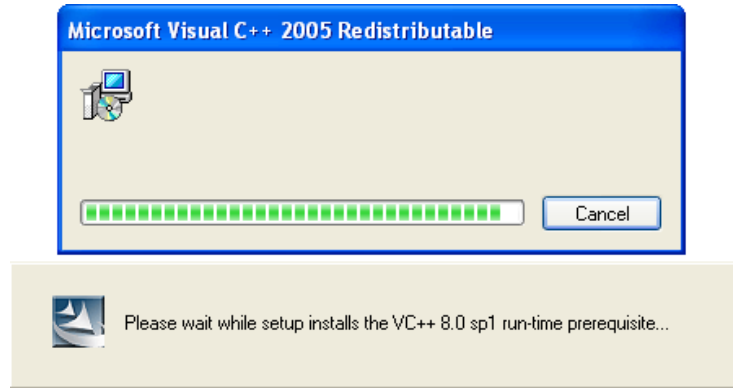 Microsoft Visual C++ 2005 Redistributable
Cancel
Please wait while setup installs the VC++ 8.0 sp1 run-time prerequisite...